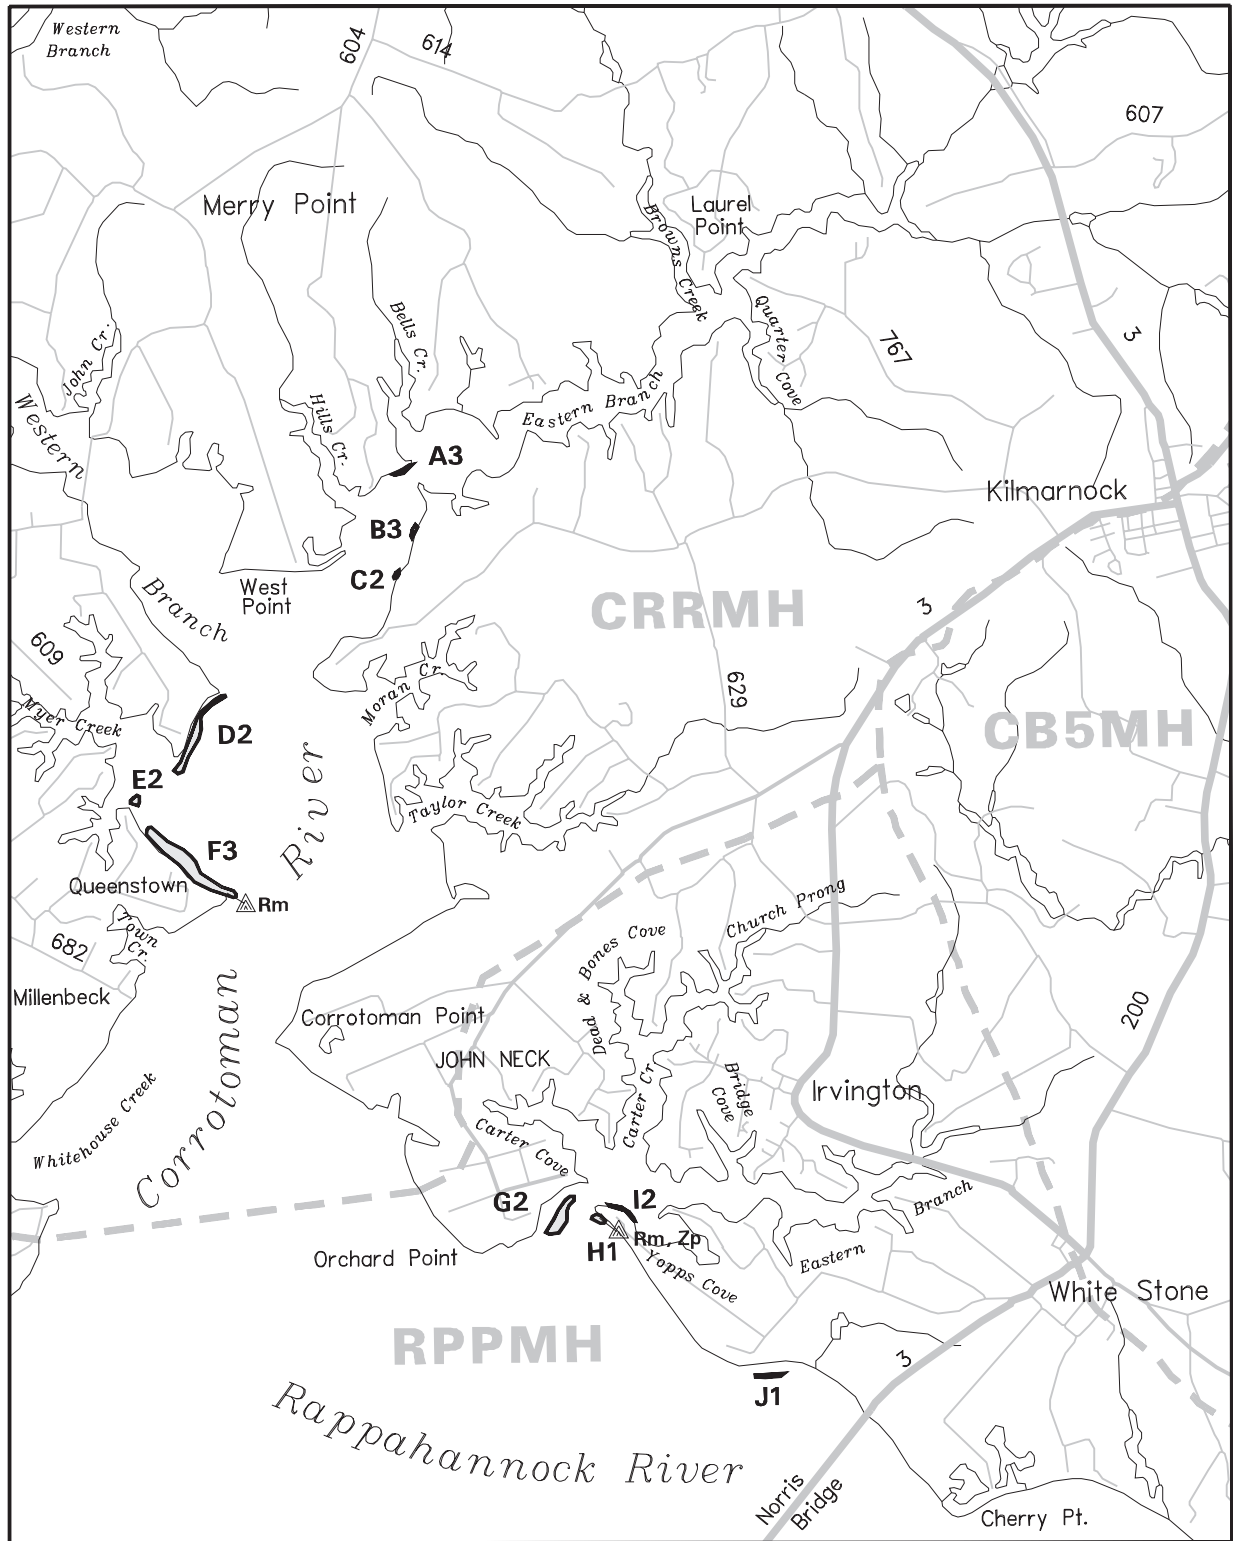 Western
Branch
604
614
607
Merry Point
Laurel
Point
Browns Creek
Quarter Cove
767
3
John Cr.
Bells Cr.
Hills Cr.
Eastern Branch
Western
A3
Kilmarnock
B3
C2
West
Point
Branch
CRRMH
3
609
Moran Cr.
629
Myer Creek
D2
CB5MH
E2
River
Taylor Creek
F3
Queenstown
Rm
Church Prong
Town
Cr.
682
Dead & Bones Cove
Millenbeck
Corrotoman Point
200
JOHN NECK
Irvington
Bridge
Cove
Carter Cr.
Whitehouse Creek
Corrotoman
Carter Cove
G2
I2
Branch
H1
Rm, Zp
Orchard Point
Eastern
Yopps Cove
White Stone
RPPMH
3
J1
Rappahannock River
Norris
Bridge
Cherry Pt.